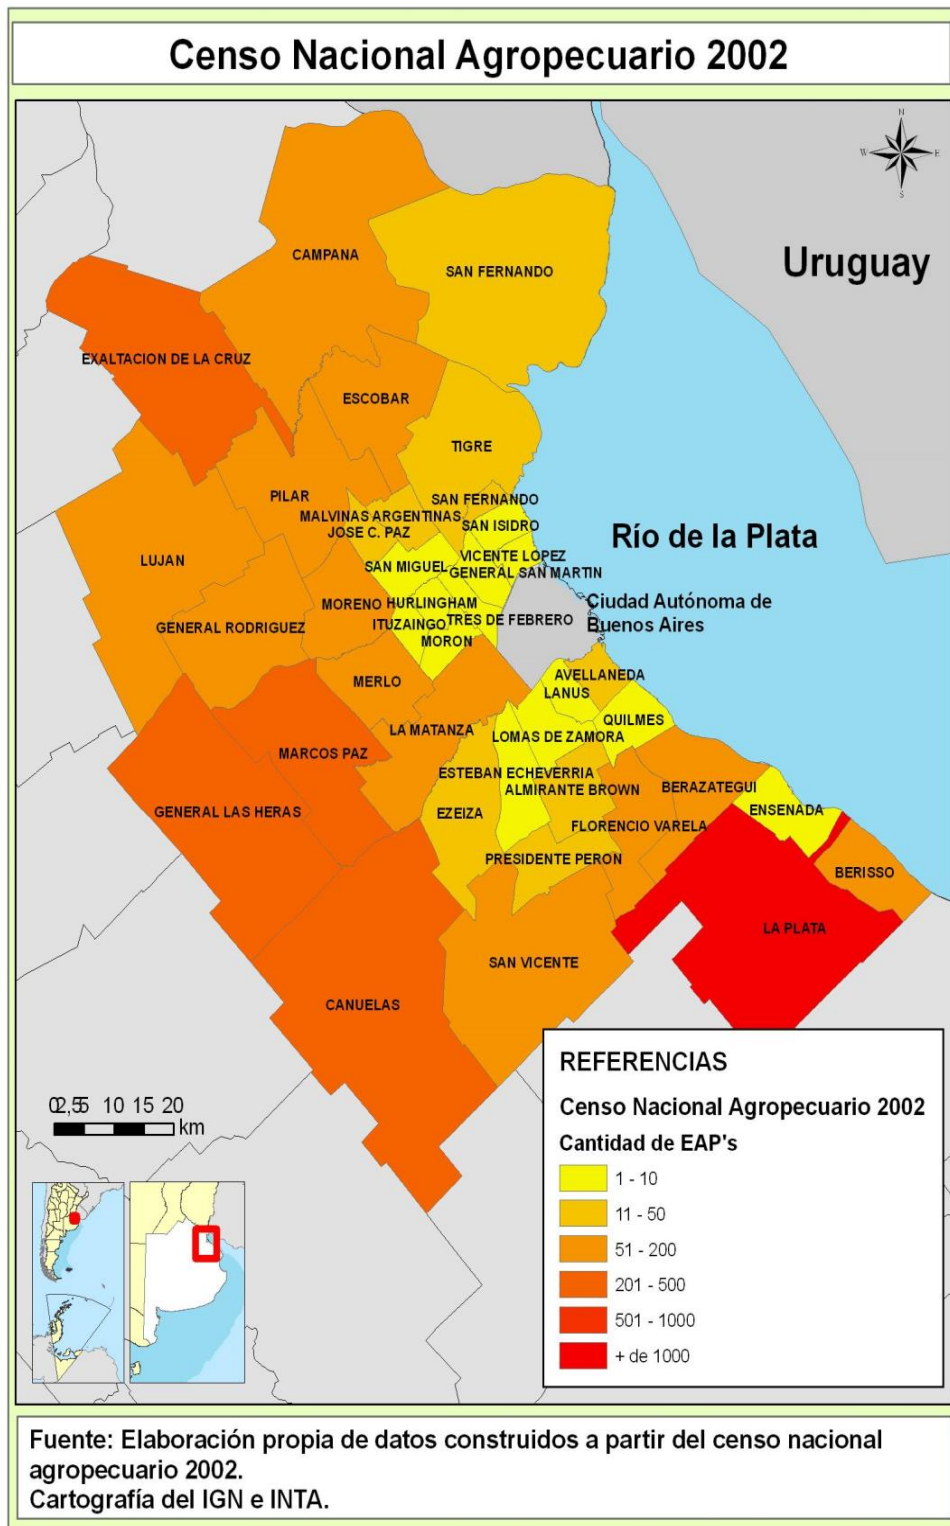 Censo Nacional Agropecuario 2002
N
W
E
S
Uruguay
CAMPANA
SAN FERNANDO
EXALTACION DE LA CRUZ
ESCOBAR
TIGRE
PILAR
SAN FERNANDO
MALVINAS ARGENTINAS
SAN ISIDRO
JOSE C. PAZ
Río de la Plata
LUJAN
VICENTE LOPEZ
SAN MIGUEL
GENERAL SAN MARTIN
MORENO
HURLINGHAM
Ciudad Autónoma de
Buenos Aires
GENERAL RODRIGUEZ
ITUZAINGO
TRES DE FEBRERO
MORON
MERLO
AVELLANEDA
LANUS
QUILMES
LA MATANZA
LOMAS DE ZAMORA
MARCOS PAZ
ESTEBAN ECHEVERRIA
BERAZATEGUI
ALMIRANTE BROWN
GENERAL LAS HERAS
EZEIZA
ENSENADA
FLORENCIO VARELA
PRESIDENTE PERON
BERISSO
LA PLATA
SAN VICENTE
CANUELAS
0 2,5 5 10 15 20
km
REFERENCIAS
Censo Nacional Agropecuario 2002
Cantidad de EAP's
1 - 10
11 - 50
51 - 200
201 - 500
501 - 1000
+ de 1000
Fuente: Elaboración propia de datos construidos a partir del censo nacional
agropecuario 2002.
Cartografía del IGN e INTA.